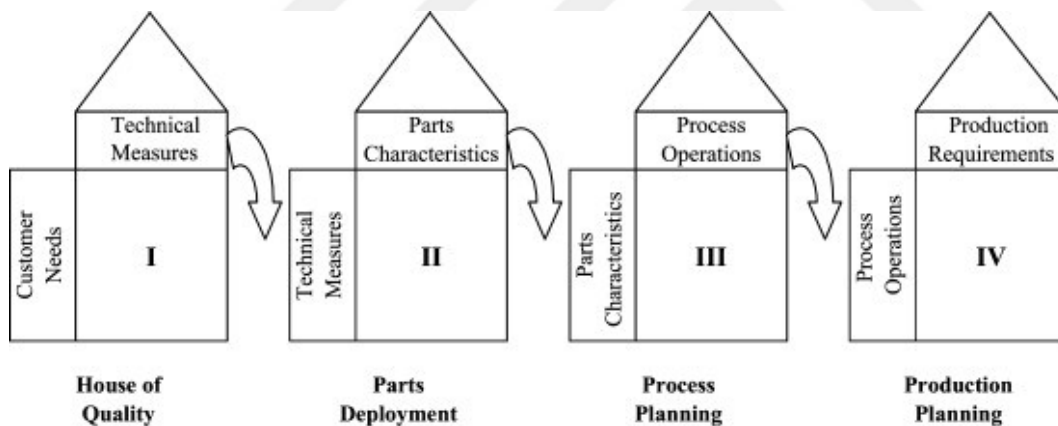 Technical
Measures
Customer
Needs
I
House of
Quality
Parts
Characteristics
Technical
Measures
II
Parts
Deployment
Process
Operations
Parts
Characteristics
III
Process
Planning
Production
Requirements
Process
Operations
IV
Production
Planning